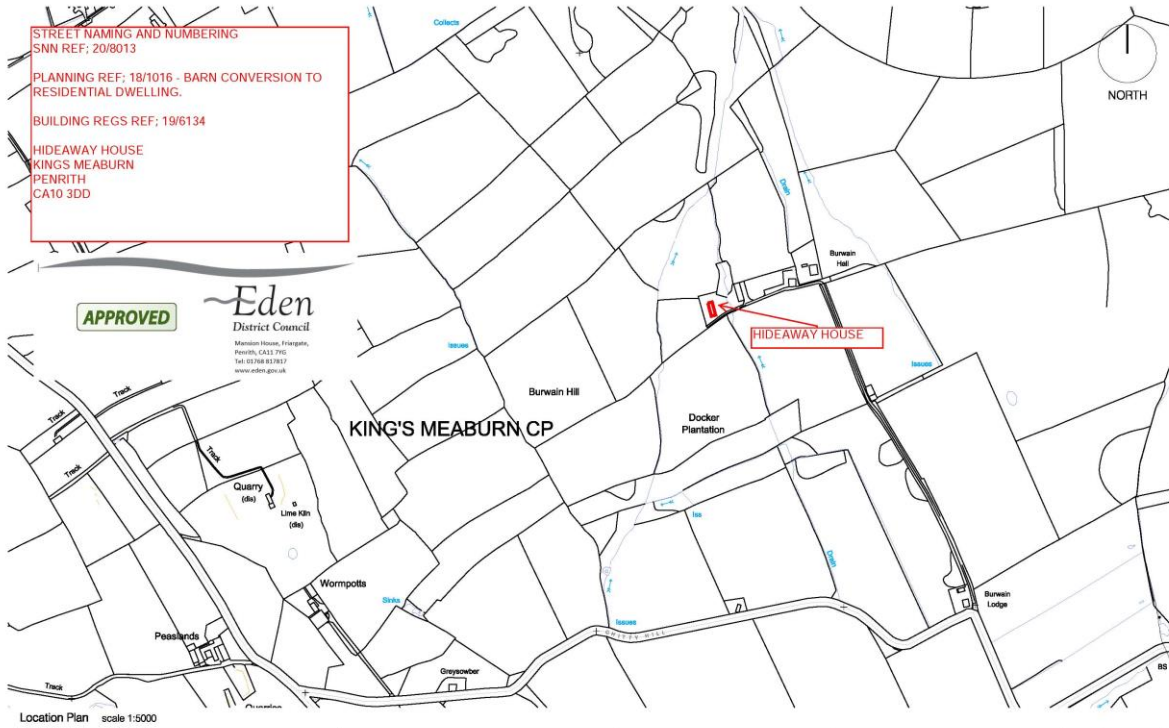 STREET NAMING AND NUMBERING
SNN REF; 20/8013
PLANNING REF; 18/1016 - BARN CONVERSION TO
RESIDENTIAL DWELLING.
BUILDING REGS REF; 19/6134
HIDEAWAY HOUSE
KINGS MEABURN
PENRITH
CA10 3DD
APPROVED
Eden
District Council
Mansion House, Friargate,
Penrith, CA11 7YG
Tel: 01768 817817
www.eden.gov.uk
Collects
NORTH
Drain
Burwain
Hall
HIDEAWAY HOUSE
Issues
Issues
Burwain Hill
Docker
Plantation
KING'S MEABURN CP
Track
Track
Track
Track
Quarry
(dis)
Lime Kiln
(dis)
Iss
Drain
Wormpotts
Sinks
Issues
Burwain
Lodge
Peaslands
GRITTY HILL
Greysowber
BS
Track
Quarries
Location Plan scale 1:5000